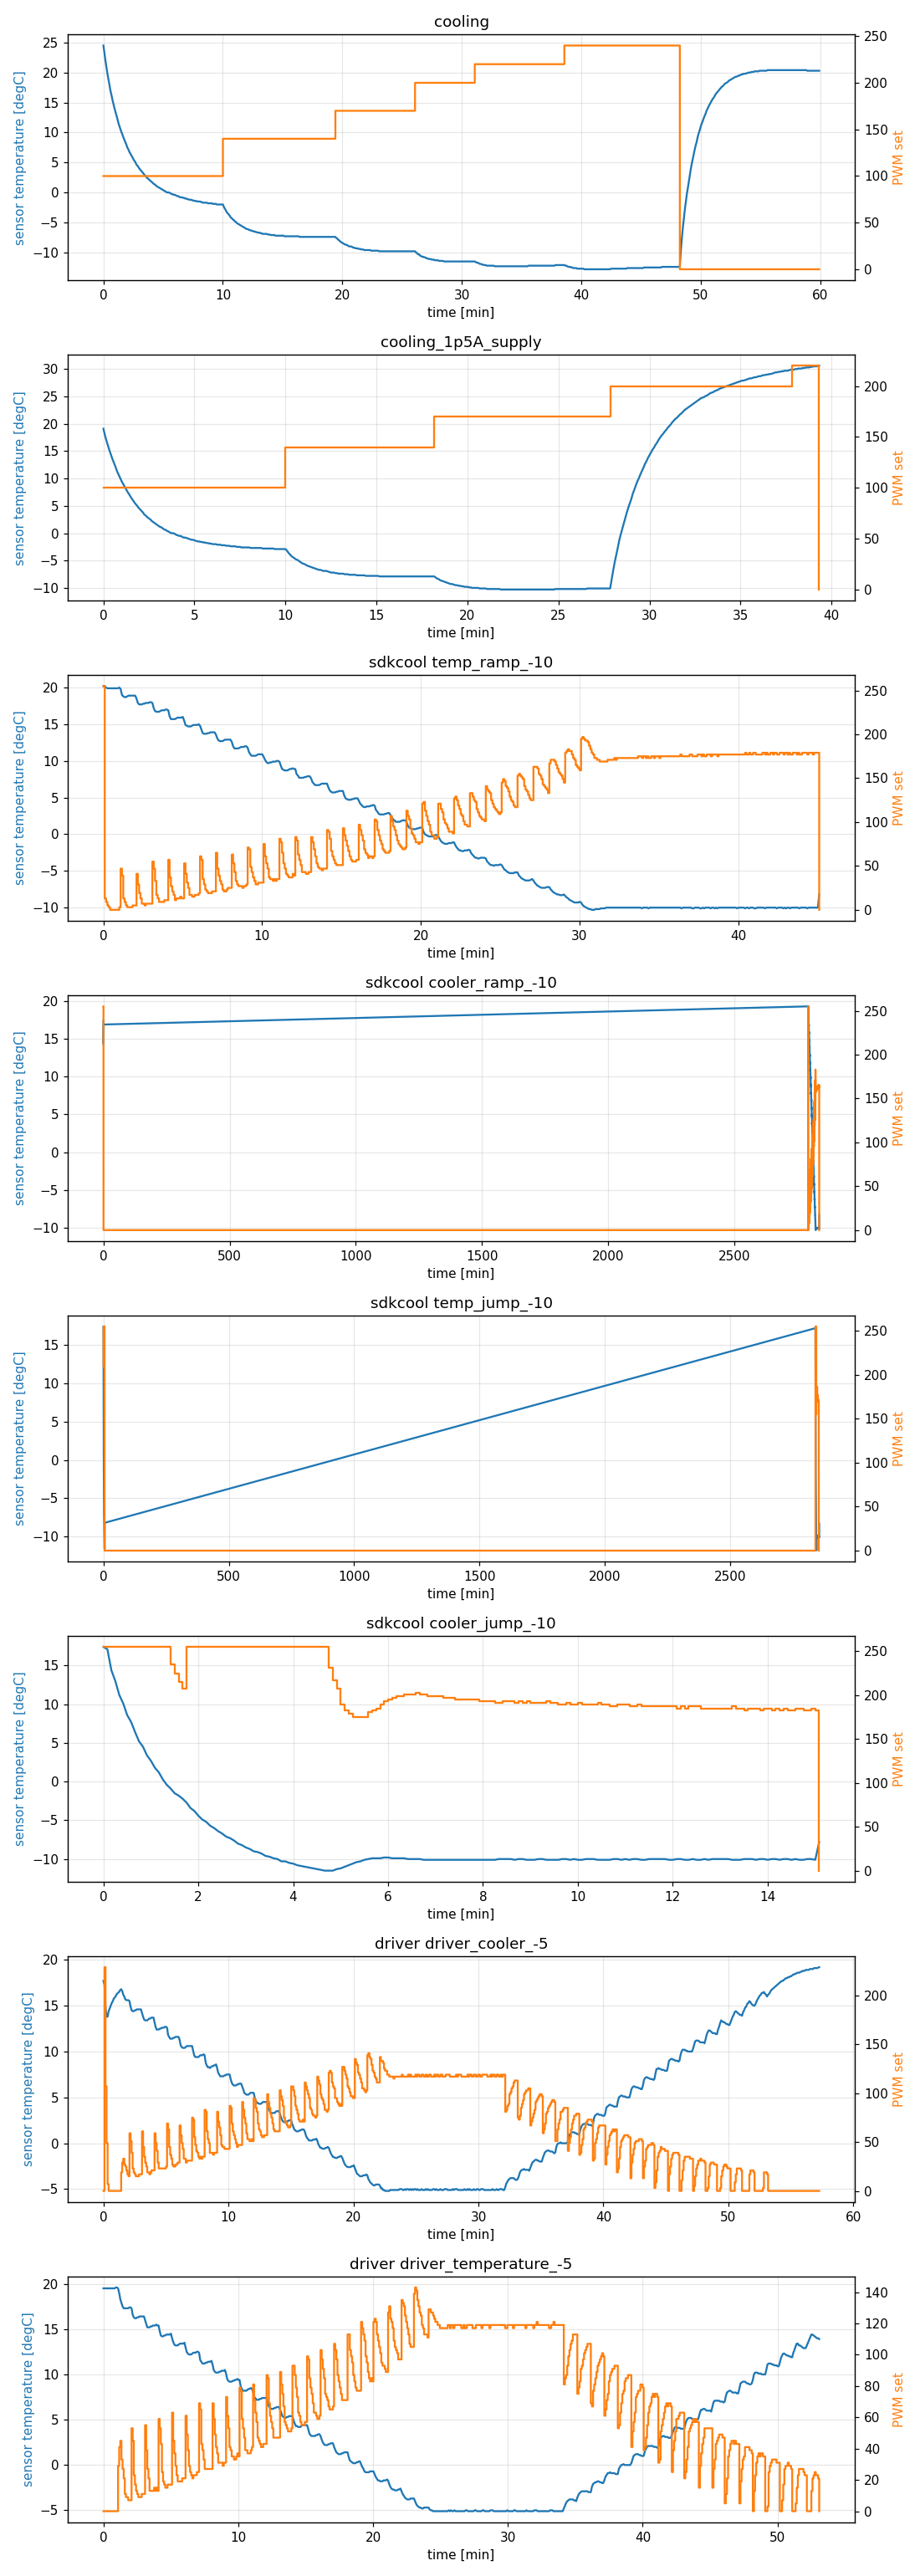 cooling
sensor temperature [degC]
25
20
15
10
5
0
−5
−10
250
200
150
100
50
0
PWM set
0 10 20 30 40 50 60
time [min]
cooling_1p5A_supply
sensor temperature [degC]
30
25
20
15
10
5
0
−5
−10
200
150
100
50
0
PWM set
0 5 10 15 20 25 30 35 40
time [min]
sdkcool temp_ramp_-10
sensor temperature [degC]
20
15
10
5
0
−5
−10
250
200
150
100
50
0
PWM set
0 10 20 30 40
time [min]
sdkcool cooler_ramp_-10
sensor temperature [degC]
20
15
10
5
0
−5
−10
250
200
150
100
50
0
PWM set
0 500 1000 1500 2000 2500
time [min]
sdkcool temp_jump_-10
sensor temperature [degC]
15
10
5
0
−5
−10
250
200
150
100
50
0
PWM set
0 500 1000 1500 2000 2500
time [min]
sdkcool cooler_jump_-10
sensor temperature [degC]
15
10
5
0
−5
−10
250
200
150
100
50
0
PWM set
0 2 4 6 8 10 12 14
time [min]
driver driver_cooler_-5
sensor temperature [degC]
20
15
10
5
0
−5
200
150
100
50
0
PWM set
0 10 20 30 40 50 60
time [min]
driver driver_temperature_-5
sensor temperature [degC]
20
15
10
5
0
−5
140
120
100
80
60
40
20
0
PWM set
0 10 20 30 40 50
time [min]